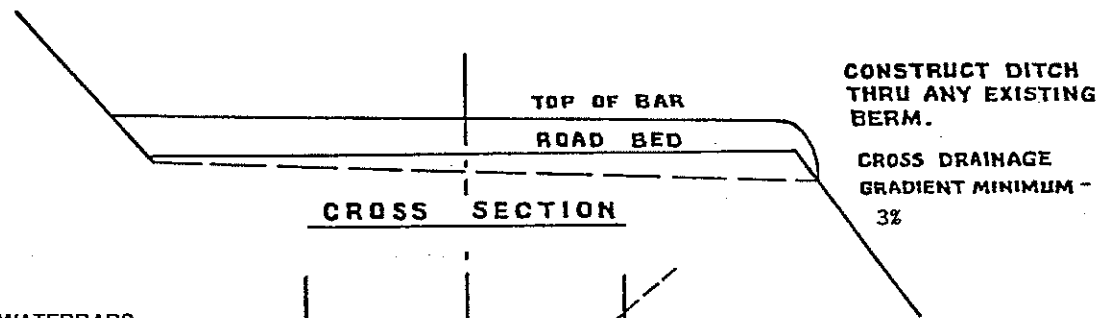 CONSTRUCT DITCH
THRU ANY EXISTING
BERM.
TOP OF BAR
ROAD BED
CROSS DRAINAGE
GRADIENT MINIMUM -
3%
CROSS SECTION
WATERBARS